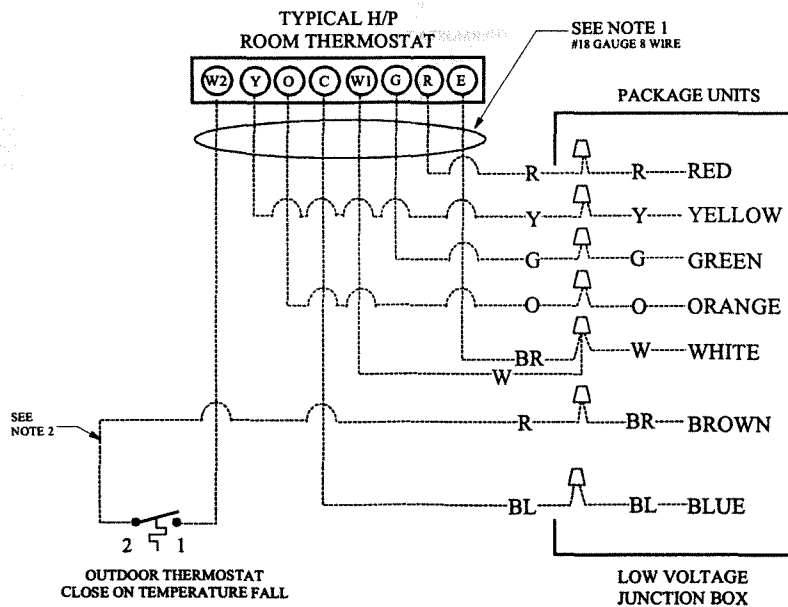 TYPICAL H/P
ROOM THERMOSTAT
SEE NOTE 1
#18 GAUGE 8 WIRE
W2 Y O C W1 G R E
PACKAGE UNITS
R R RED
Y Y YELLOW
G G GREEN
O O ORANGE
BR W WHITE
W
SEE
NOTE 2
R BR BROWN
BL BL BLUE
2 1
OUTDOOR THERMOSTAT
CLOSE ON TEMPERATURE FALL
LOW VOLTAGE
JUNCTION BOX